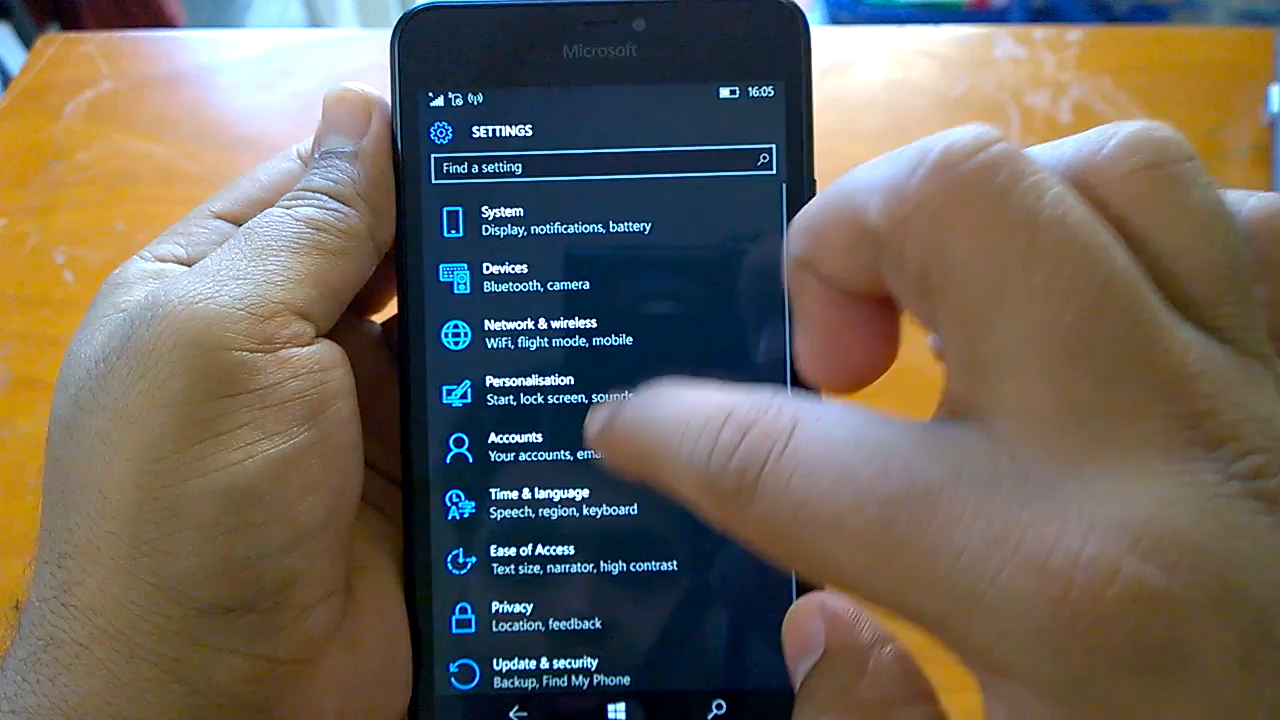 Microsoft
16:05
SETTINGS
Find a setting
System
Display, notifications, battery
Devices
Bluetooth, camera
Network & wireless
WiFi, flight mode, mobile
Personalisation
Start, lock screen, sounds
Accounts
Your accounts,
Time & language
Speech, region, keyboard
Ease of Access
Text size, narrator, high contrast
Privacy
Location, feedback
Update & security
Backup, Find My Phone